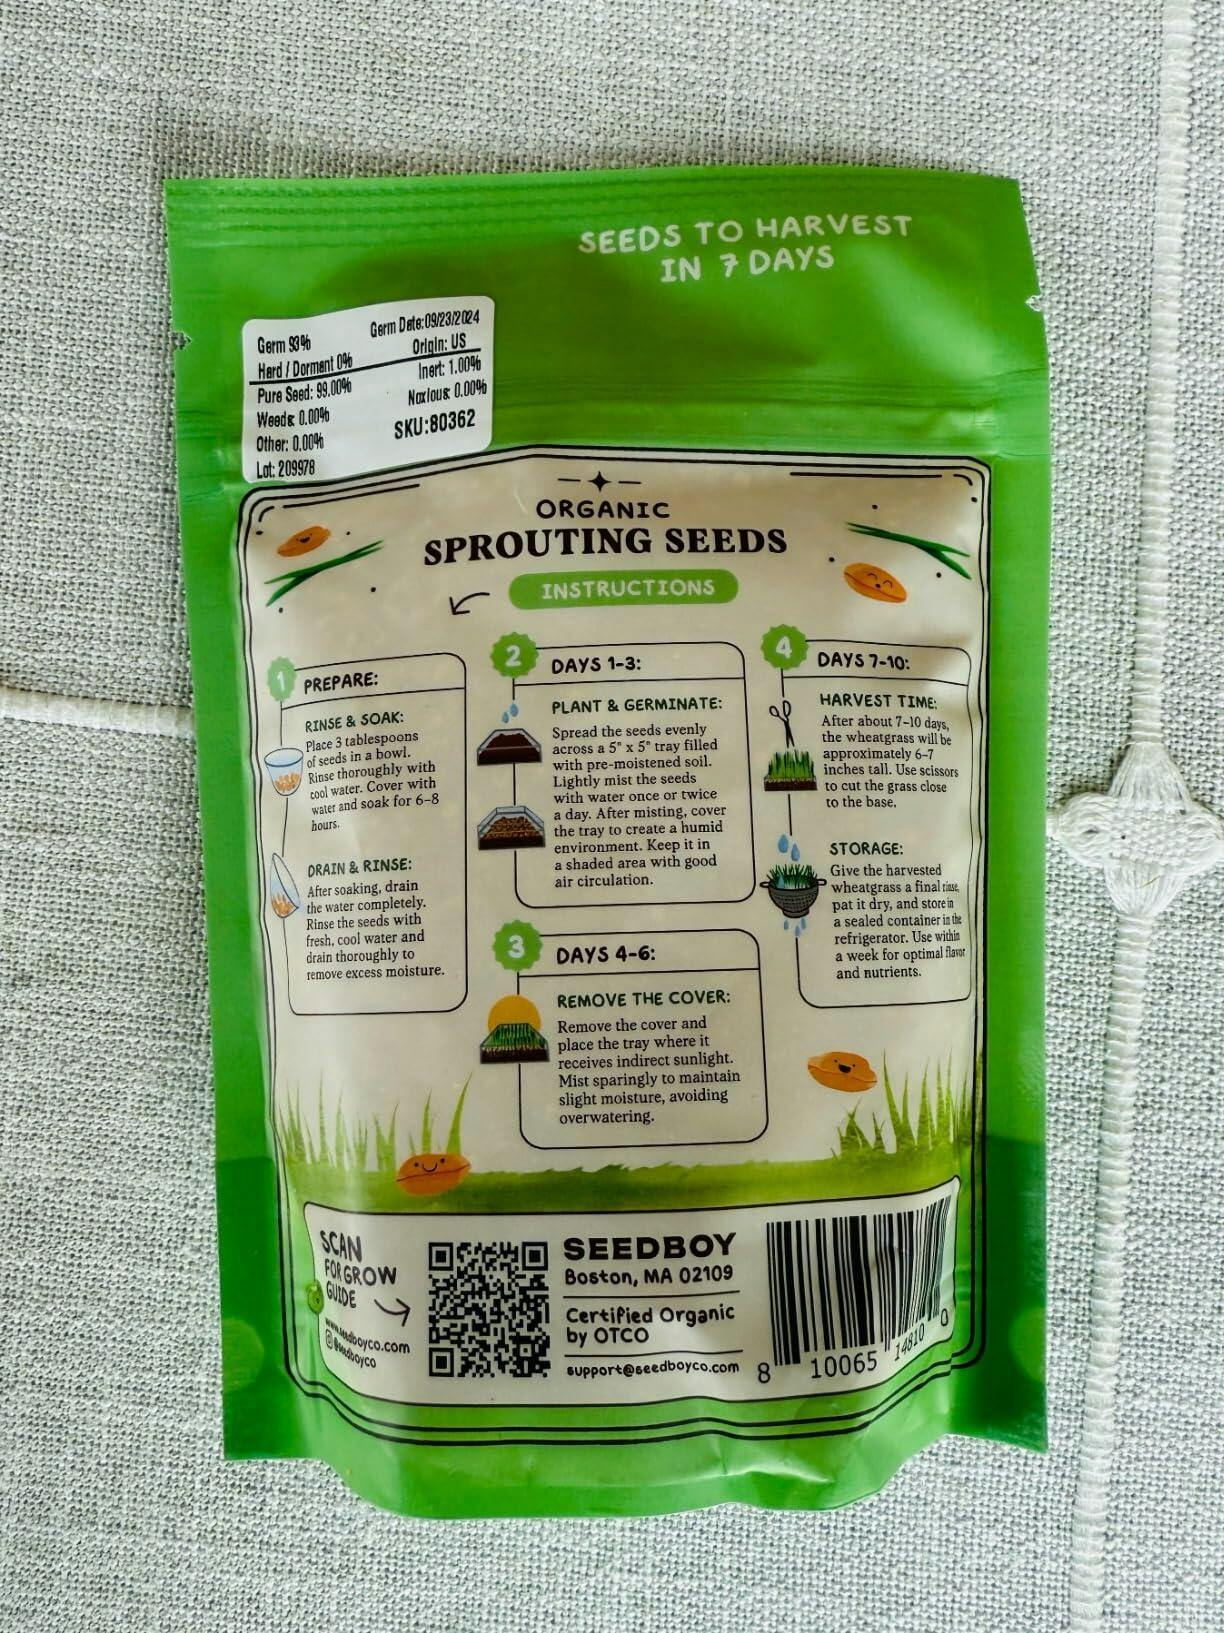 SEEDS TO HARVEST
IN 7 DAYS
Germ 93%
Germ Date:09/23/2024
Hard / Dormant 0%
Origin: US
Pure Seed: 99.00%
Inert: 1.00%
Weeds: 0.00%
Noxious: 0.00%
Other: 0.00%
SKU:80362
Lot: 209978
ORGANIC
SPROUTING SEEDS
INSTRUCTIONS
1
PREPARE:
RINSE & SOAK:
Place 3 tablespoons
of seeds in a bowl.
Rinse thoroughly with
cool water. Cover with
water and soak for 6–8
hours.
DRAIN & RINSE:
After soaking, drain
the water completely.
Rinse the seeds with
fresh, cool water and
drain thoroughly to
remove excess moisture.
2
DAYS 1-3:
PLANT & GERMINATE:
Spread the seeds evenly
across a 5" x 5" tray filled
with pre-moistened soil.
Lightly mist the seeds
with water once or twice
a day. After misting, cover
the tray to create a humid
environment. Keep it in
a shaded area with good
air circulation.
3
DAYS 4-6:
REMOVE THE COVER:
Remove the cover and
place the tray where it
receives indirect sunlight.
Mist sparingly to maintain
slight moisture, avoiding
overwatering.
4
DAYS 7-10:
HARVEST TIME:
After about 7–10 days,
the wheatgrass will be
approximately 6–7
inches tall. Use scissors
to cut the grass close
to the base.
STORAGE:
Give the harvested
wheatgrass a final rinse,
pat it dry, and store in
a sealed container in the
refrigerator. Use within
a week for optimal flavor
and nutrients.
SCAN
FOR GROW
GUIDE
www.seedboyco.com
@seedboyco
SEEDBOY
Boston, MA 02109
Certified Organic
by OTCO
support@seedboyco.com
8 10065 14810 0